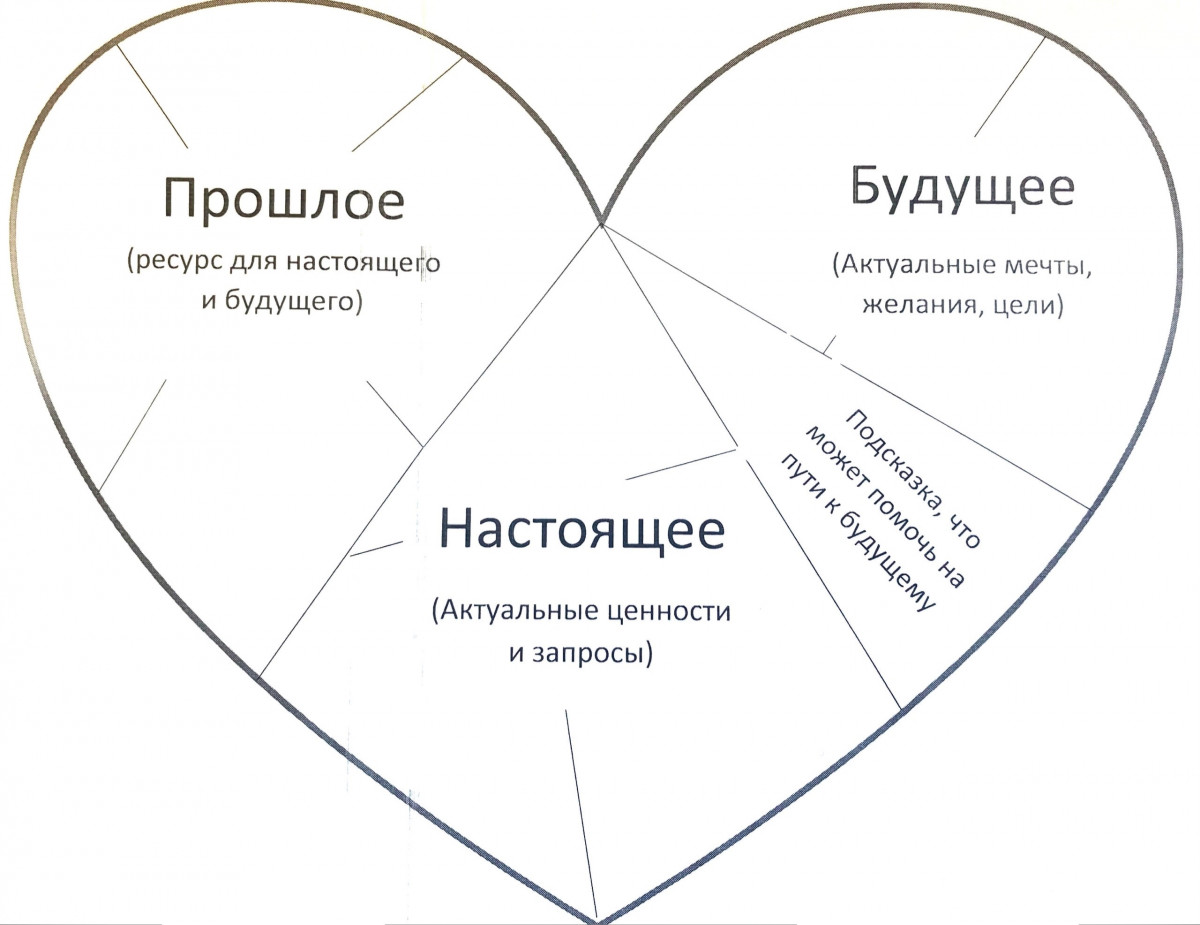 Прошлое
(ресурс для настоящего
и будущего)
Будущее
(Актуальные мечты,
желания, цели)
Подсказка, что
может помочь на
пути к будущему
Настоящее
(Актуальные ценности
и запросы)